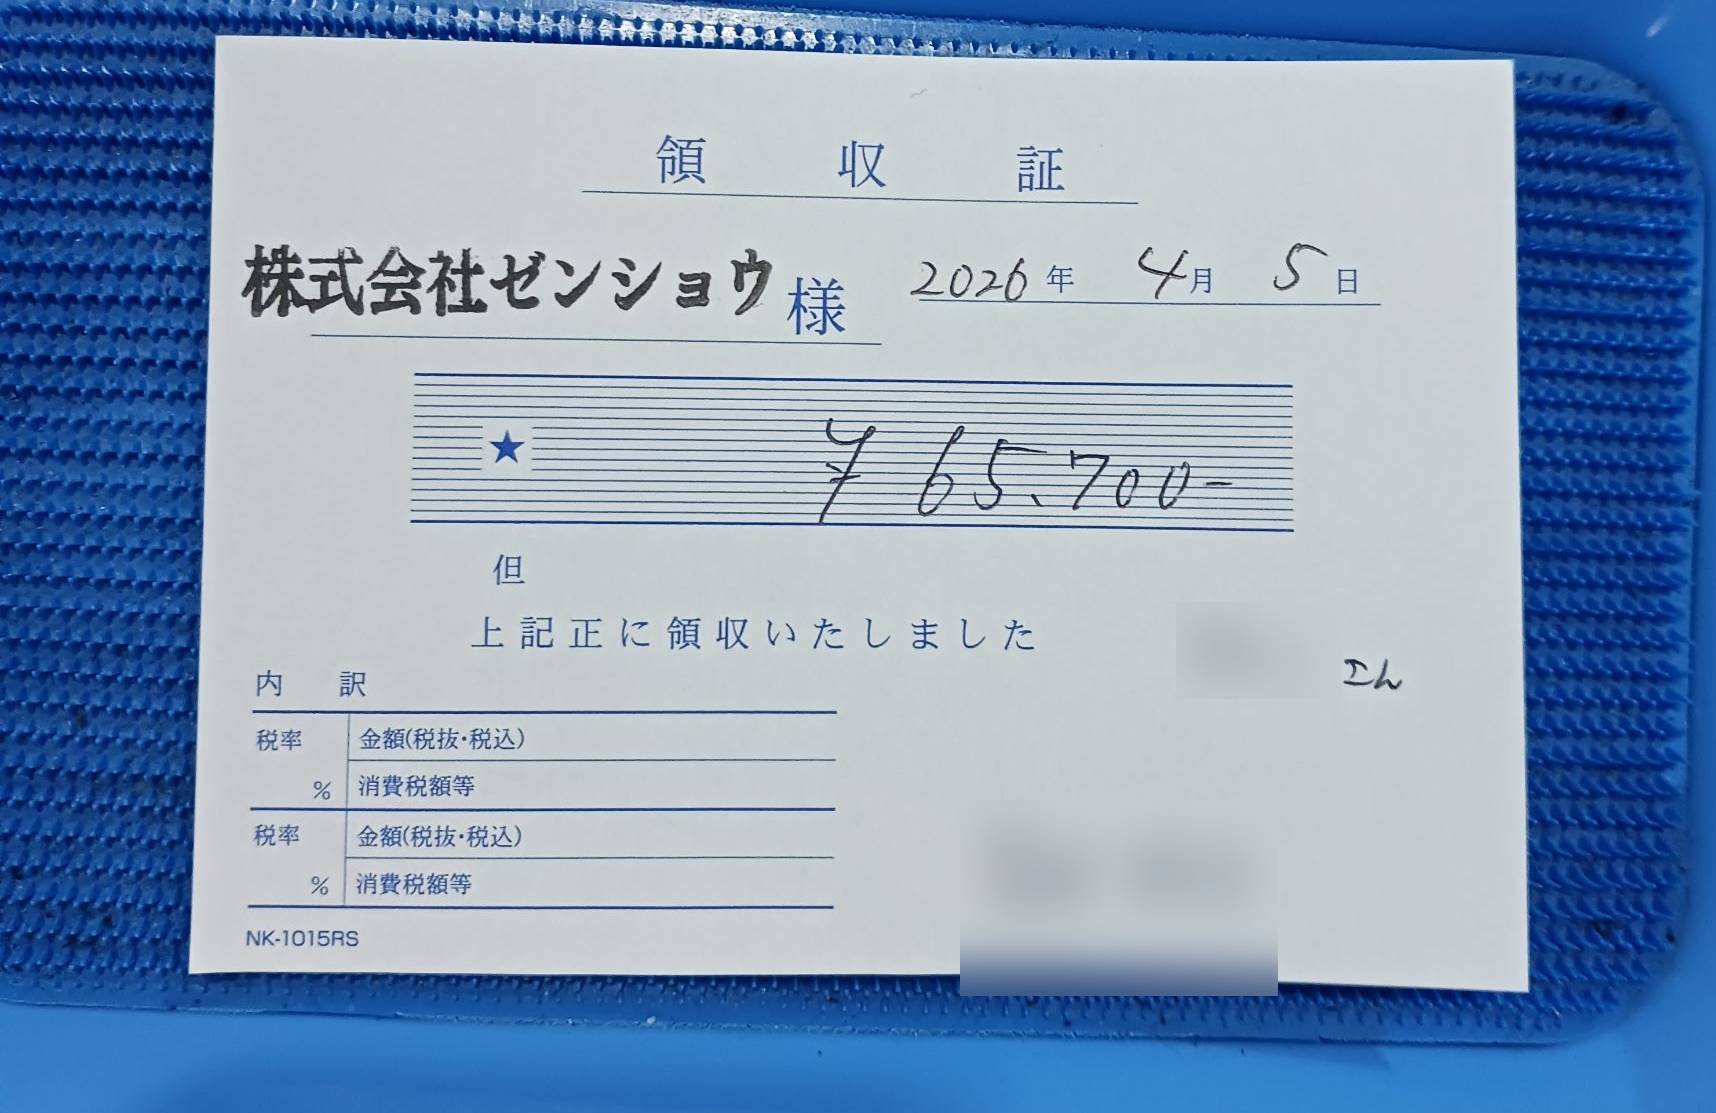 領収証
株式会社ゼンショウ様 2026年 4月 5日
★ ¥65,700-
但
上記正に領収いたしました
内訳
税率 金額(税抜・税込)
% 消費税額等
税率 金額(税抜・税込)
% 消費税額等
NK-1015RS